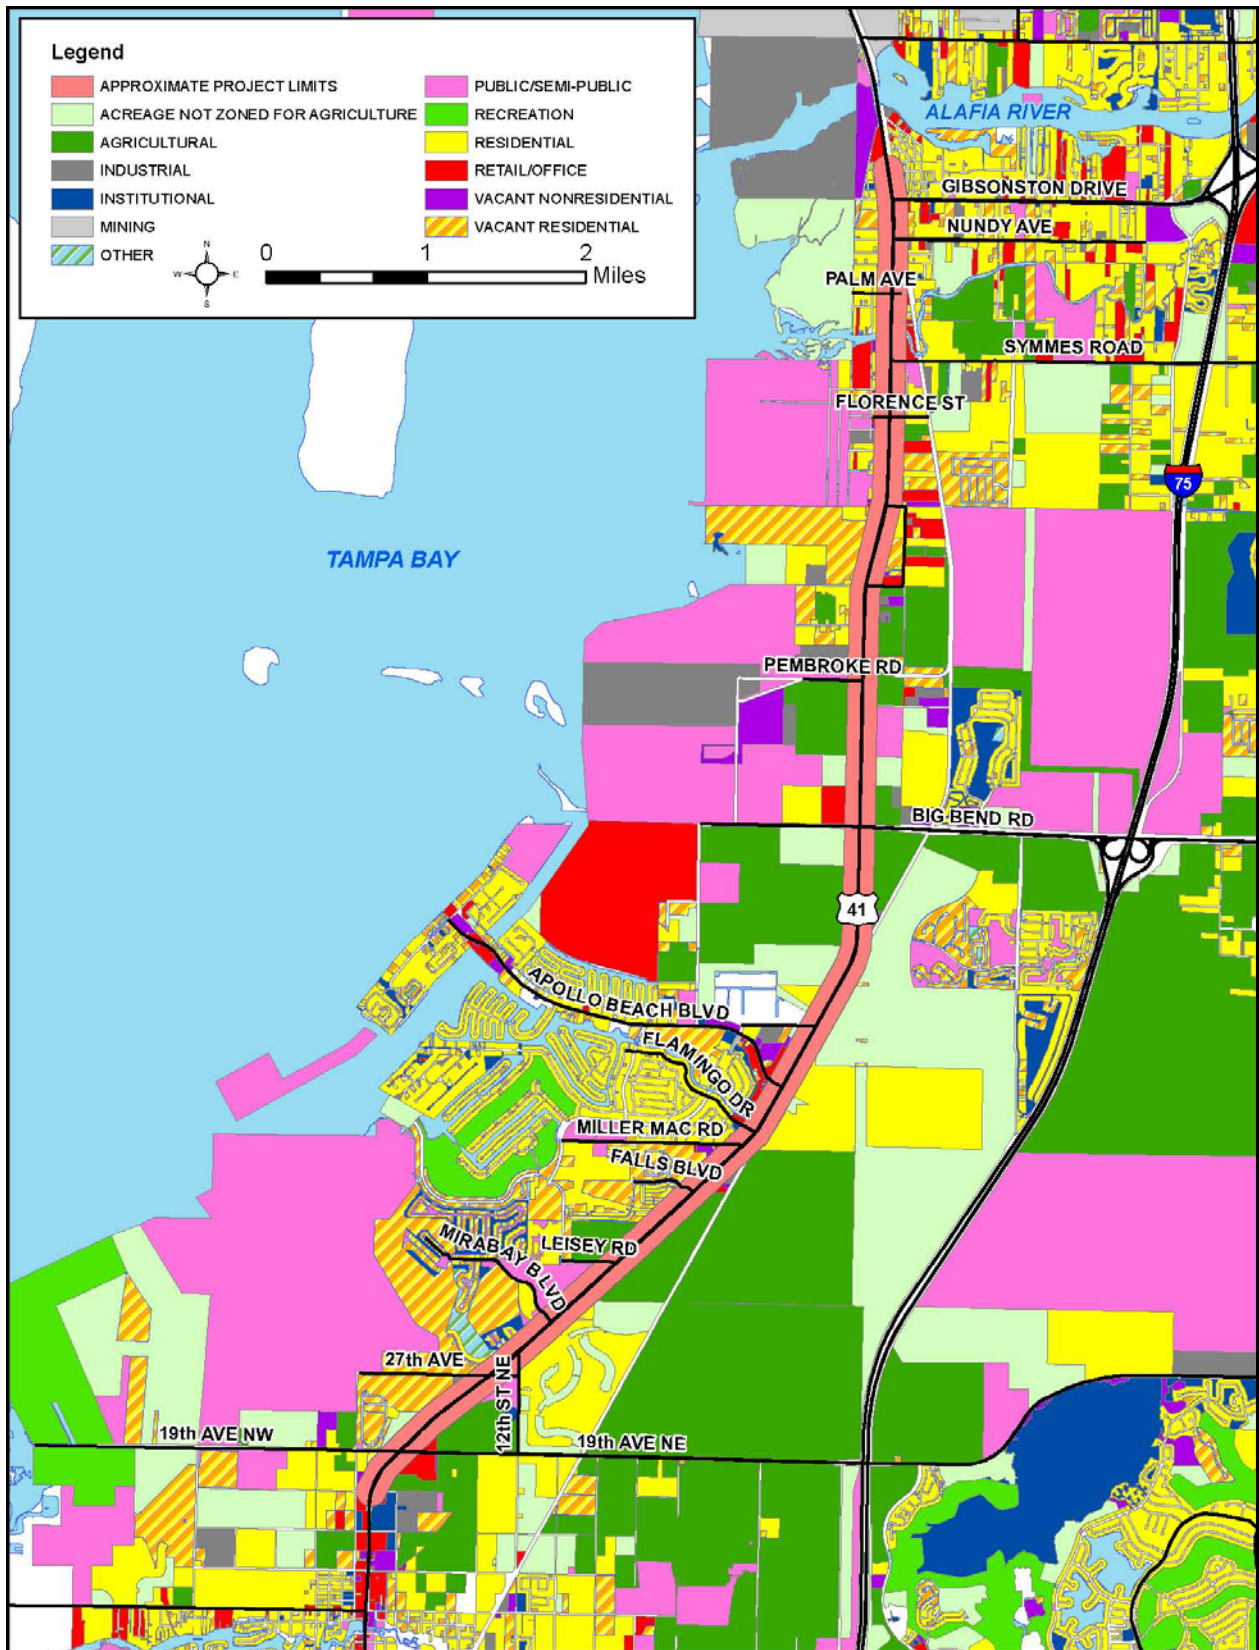 Legend
APPROXIMATE PROJECT LIMITS
ACREAGE NOT ZONED FOR AGRICULTURE
AGRICULTURAL
INDUSTRIAL
INSTITUTIONAL
MINING
OTHER
PUBLIC/SEMI-PUBLIC
RECREATION
RESIDENTIAL
RETAIL/OFFICE
VACANT NONRESIDENTIAL
VACANT RESIDENTIAL
N
W E
S
0 1 2
Miles
ALAFIA RIVER
GIBSONSTON DRIVE
NUNDY AVE
PALM AVE
SYMMES ROAD
FLORENCE ST
75
TAMPA BAY
PEMBROKE RD
BIG BEND RD
41
APOLLO BEACH BLVD
FLAMINGO DR
MILLER MAC RD
FALLS BLVD
LEISEY RD
MIRABAY BLVD
27th AVE
12th ST NE
19th AVE NW
19th AVE NE